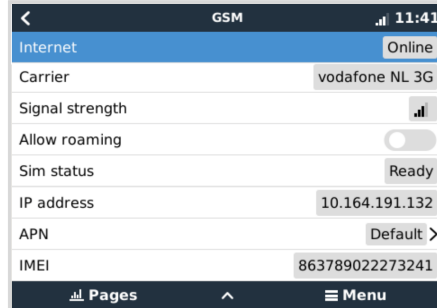 GSM 11:41
Internet Online
Carrier vodafone NL 3G
Signal strength
Allow roaming
Sim status Ready
IP address 10.164.191.132
APN Default
IMEI 863789022273241
Pages Menu